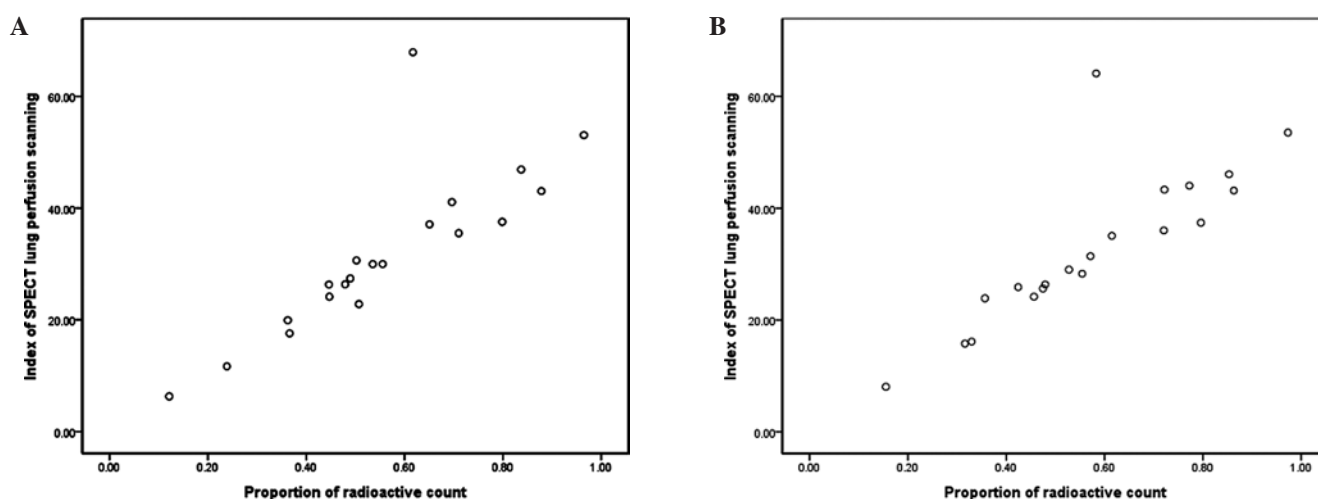 A
Index of SPECT lung perfusion scanning
60.00
40.00
20.00
0.00
0.00 0.20 0.40 0.60 0.80 1.00
Proportion of radioactive count
B
Index of SPECT lung perfusion scanning
60.00
40.00
20.00
0.00
0.00 0.20 0.40 0.60 0.80 1.00
Proportion of radioactive count